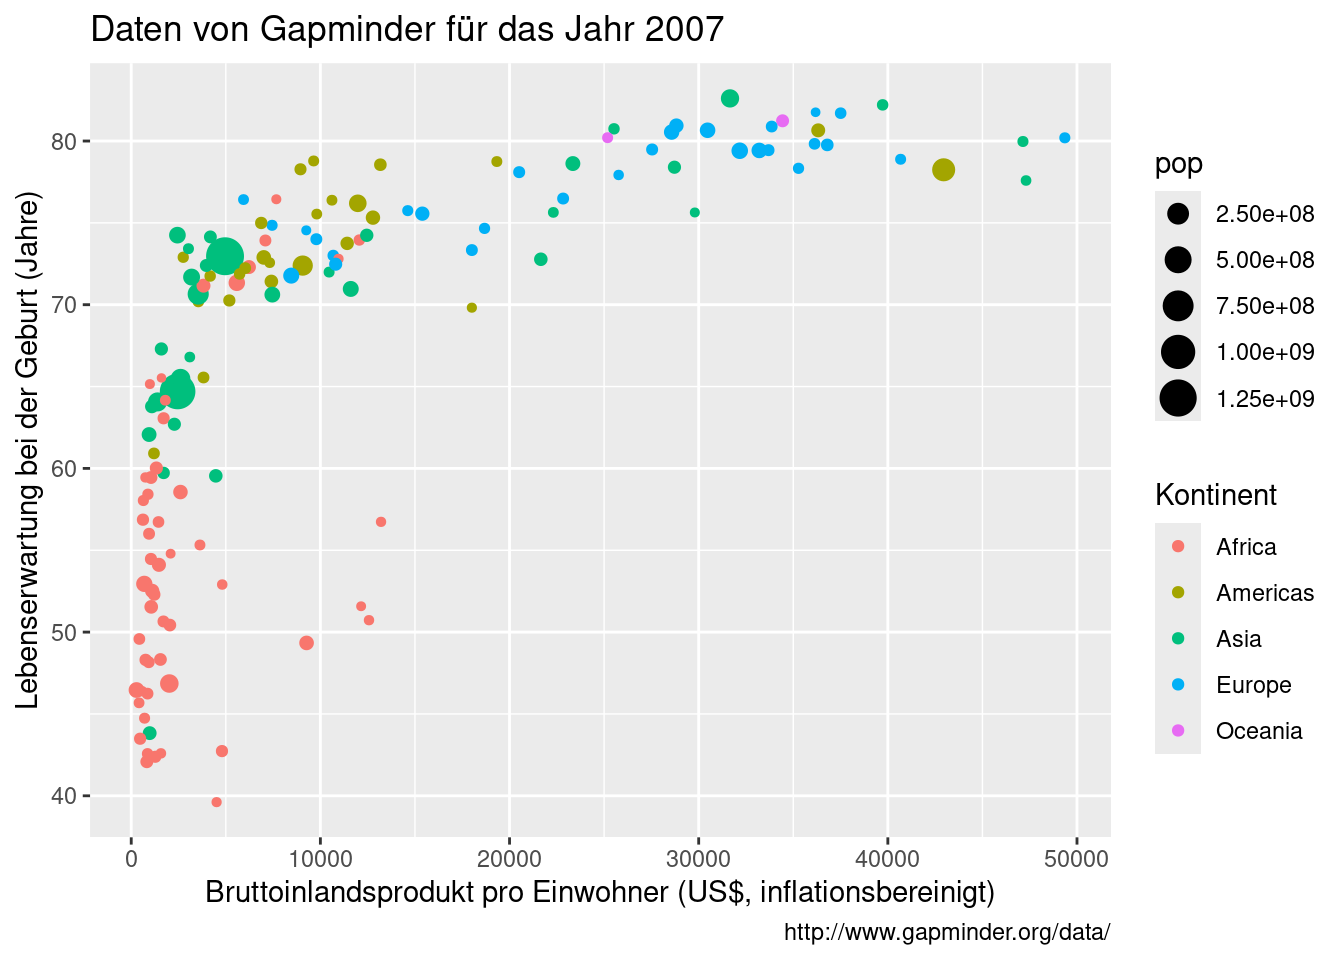 Daten von Gapminder für das Jahr 2007
Lebenserwartung bei der Geburt (Jahre)
80
70
60
50
40
0 10000 20000 30000 40000 50000
Bruttoinlandsprodukt pro Einwohner (US$, inflationsbereinigt)
http://www.gapminder.org/data/
pop
2.50e+08
5.00e+08
7.50e+08
1.00e+09
1.25e+09
Kontinent
Africa
Americas
Asia
Europe
Oceania